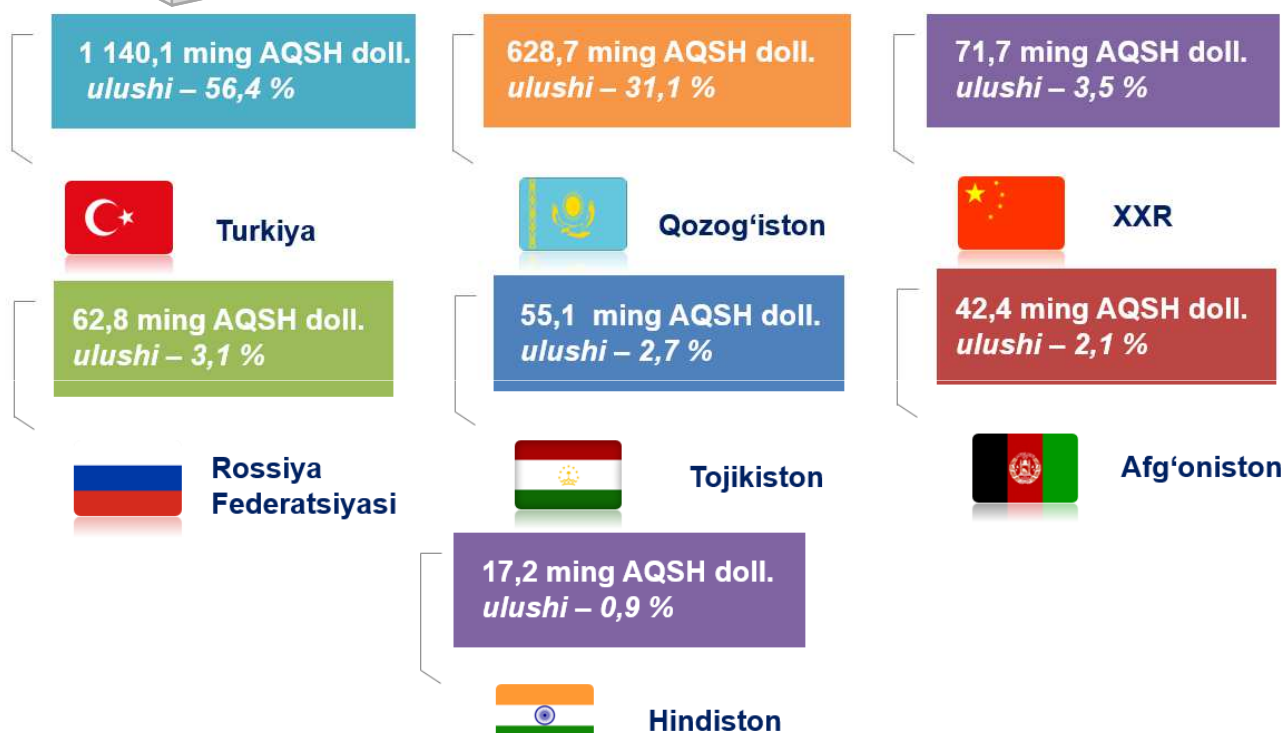 1 140,1 ming AQSH doll.
ulushi – 56,4 %
628,7 ming AQSH doll.
ulushi – 31,1 %
71,7 ming AQSH doll.
ulushi – 3,5 %
Turkiya
Qozog‘iston
XXR
62,8 ming AQSH doll.
ulushi – 3,1 %
55,1 ming AQSH doll.
ulushi – 2,7 %
42,4 ming AQSH doll.
ulushi – 2,1 %
Rossiya
Federatsiyasi
Tojikiston
Afg‘oniston
17,2 ming AQSH doll.
ulushi – 0,9 %
Hindiston